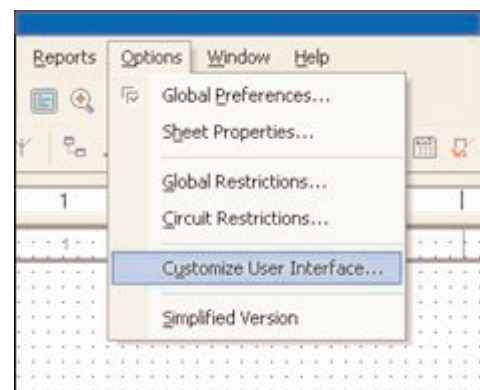 Reports Options Window Help
Global Preferences...
Sheet Properties...
Global Restrictions...
1
Circuit Restrictions...
1
Customize User Interface...
Simplified Version